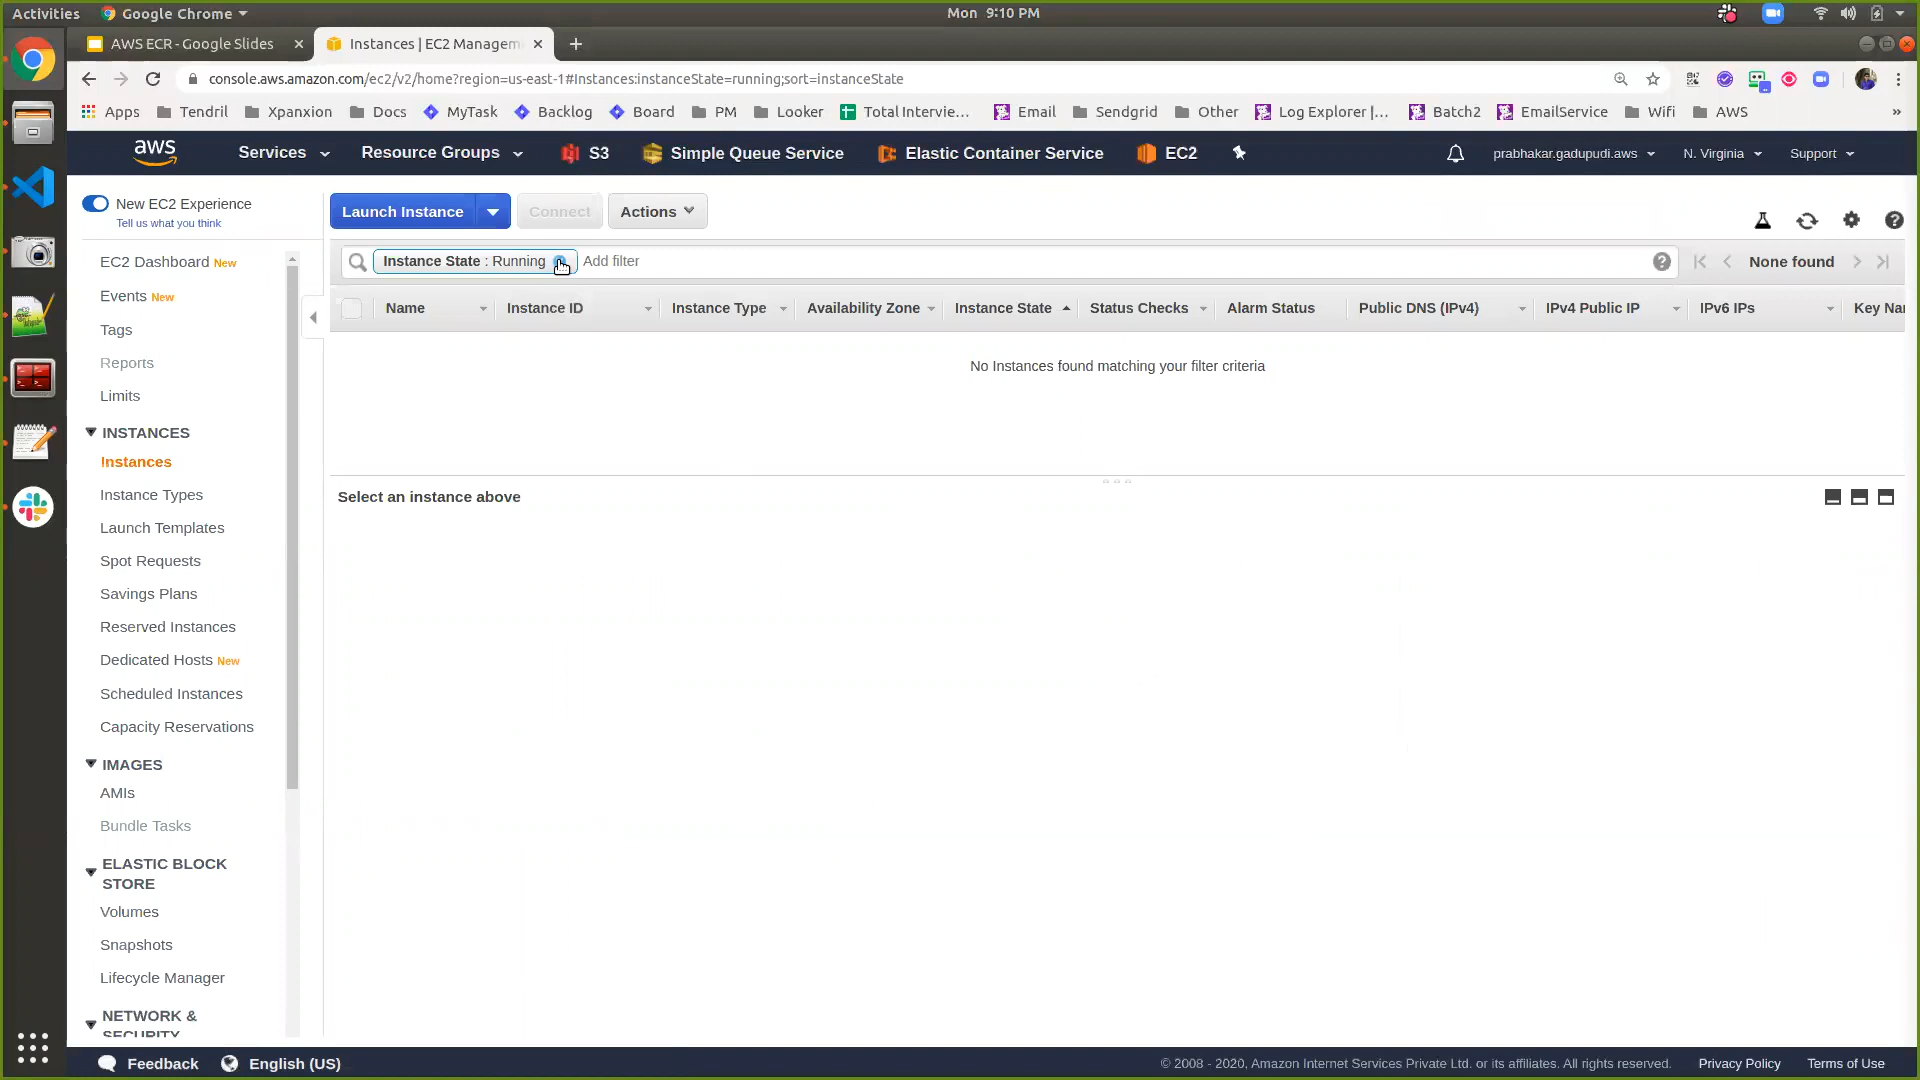 Activities
Google Chrome
Mon 9:10 PM
AWS ECR - Google Slides
Instances | EC2 Managem
console.aws.amazon.com/ec2/v2/home?region=us-east-1#Instances:instanceState=running;sort=instanceState
Apps
Tendril
Xpanxion
Docs
MyTask
Backlog
Board
PM
Looker
Total Intervie...
Email
Sendgrid
Other
Log Explorer |...
Batch2
EmailService
Wifi
AWS
»
aws
Services
Resource Groups
S3
Simple Queue Service
Elastic Container Service
EC2
prabhakar.gadupudi.aws
N. Virginia
Support
New EC2 Experience
Tell us what you think
Launch Instance
Connect
Actions
EC2 Dashboard New
Events New
Tags
Reports
Limits
INSTANCES
Instances
Instance Types
Launch Templates
Spot Requests
Savings Plans
Reserved Instances
Dedicated Hosts New
Scheduled Instances
Capacity Reservations
IMAGES
AMIs
Bundle Tasks
ELASTIC BLOCK
STORE
Volumes
Snapshots
Lifecycle Manager
NETWORK &
SECURITY
Instance State : Running
Add filter
None found
Name
Instance ID
Instance Type
Availability Zone
Instance State
Status Checks
Alarm Status
Public DNS (IPv4)
IPv4 Public IP
IPv6 IPs
Key Nar
No Instances found matching your filter criteria
Select an instance above
Feedback
English (US)
© 2008 - 2020, Amazon Internet Services Private Ltd. or its affiliates. All rights reserved.
Privacy Policy
Terms of Use